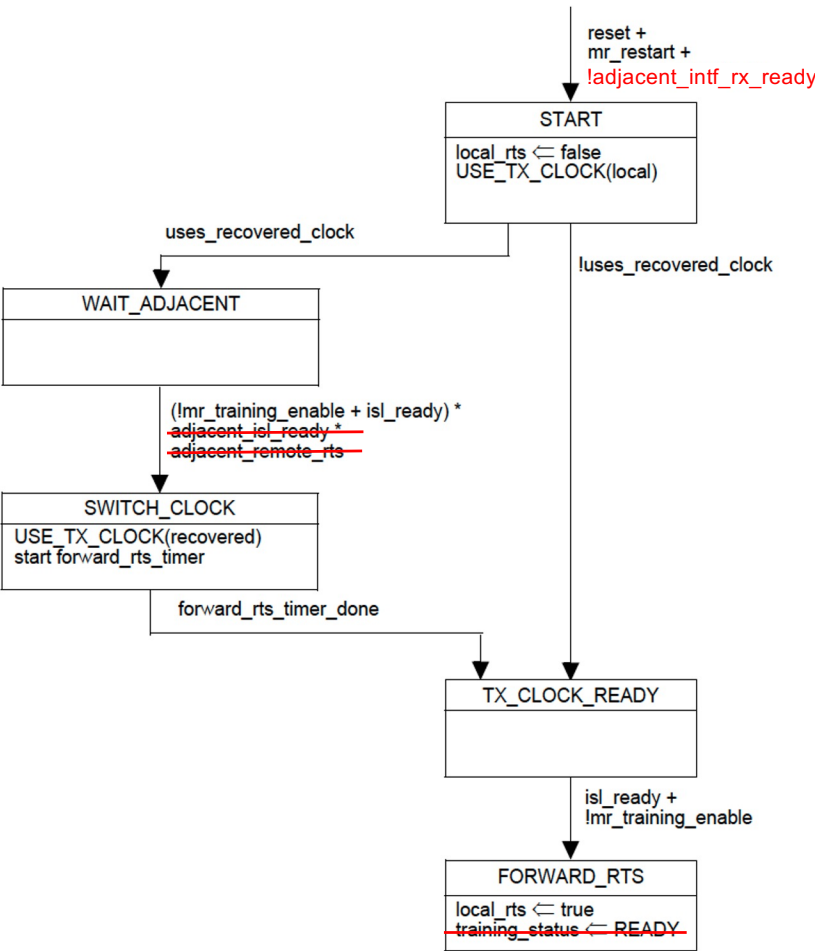 reset +
mr_restart +
!adjacent_intf_rx_ready
START
local_rts ⇐ false
USE_TX_CLOCK(local)
uses_recovered_clock
!uses_recovered_clock
WAIT_ADJACENT
(!mr_training_enable + isl_ready) *
adjacent_isl_ready *
adjacent_remote_rts
SWITCH_CLOCK
USE_TX_CLOCK(recovered)
start forward_rts_timer
forward_rts_timer_done
TX_CLOCK_READY
isl_ready +
!mr_training_enable
FORWARD_RTS
local_rts ⇐ true
training_status ⇐ READY